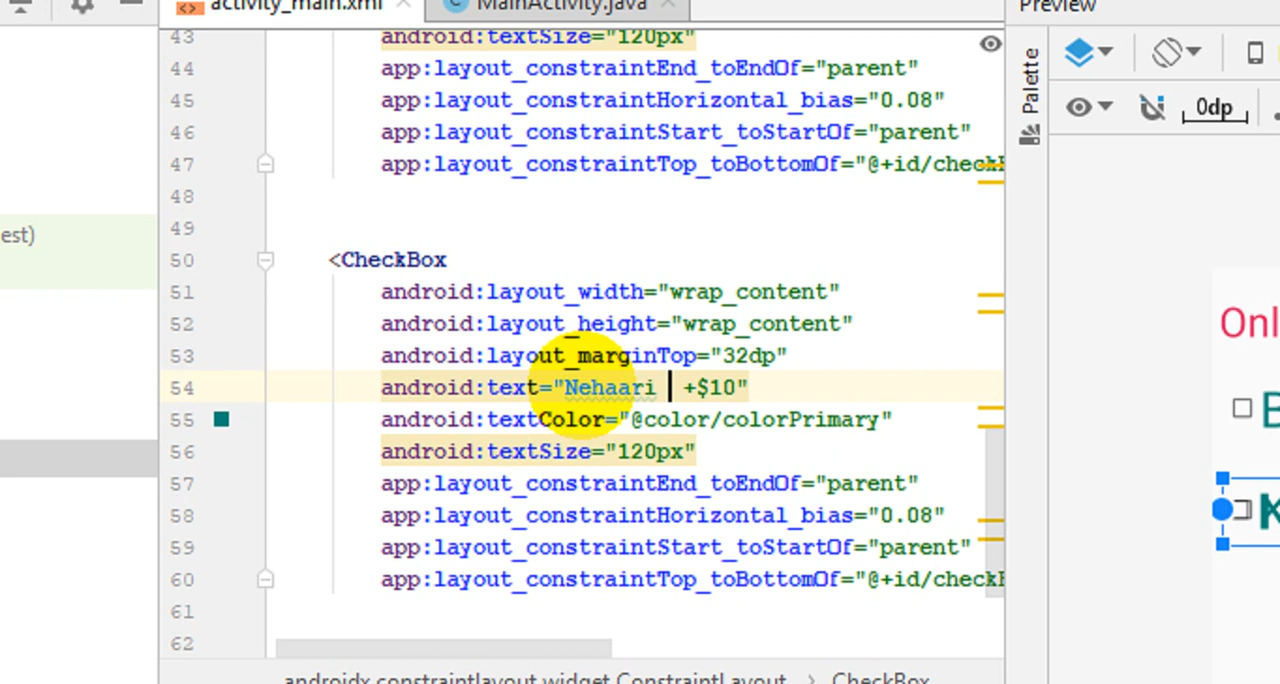 activity_main.xml
MainActivity.java
Preview
43 android:textSize="120px"
44 app:layout_constraintEnd_toEndOf="parent"
45 app:layout_constraintHorizontal_bias="0.08"
46 app:layout_constraintStart_toStartOf="parent"
47 app:layout_constraintTop_toBottomOf="@+id/checkB
48
49
50 <CheckBox
51 android:layout_width="wrap_content"
52 android:layout_height="wrap_content"
53 android:layout_marginTop="32dp"
54 android:text="Nehaari  +$10"
55 android:textColor="@color/colorPrimary"
56 android:textSize="120px"
57 app:layout_constraintEnd_toEndOf="parent"
58 app:layout_constraintHorizontal_bias="0.08"
59 app:layout_constraintStart_toStartOf="parent"
60 app:layout_constraintTop_toBottomOf="@+id/checkB
61
62
androidx.constraintlayout.widget.ConstraintLayout > CheckBox
est)
Palette
0dp
Onl
B
K